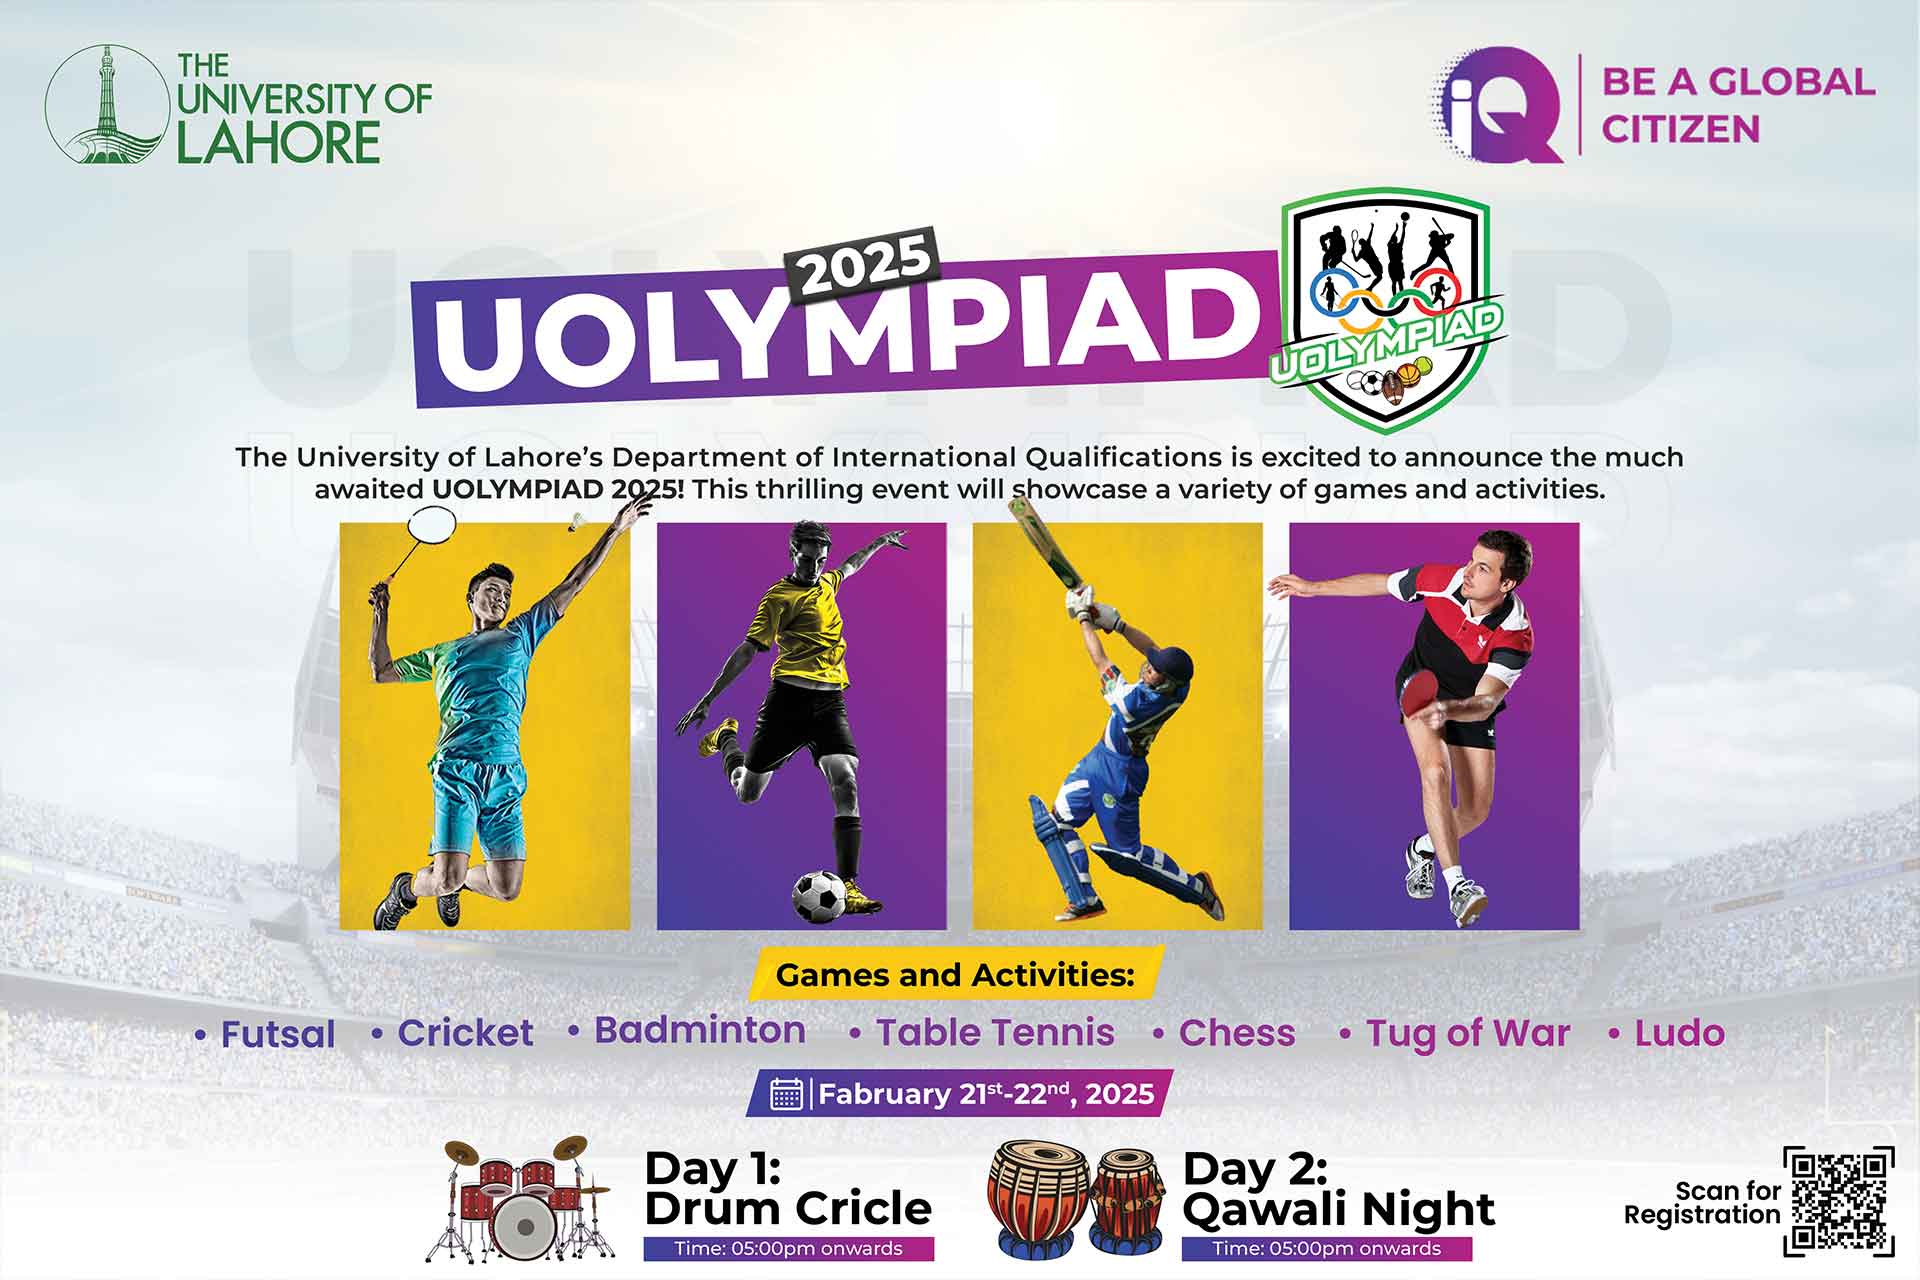 THE
UNIVERSITY OF
LAHORE
iQ
BE A GLOBAL
CITIZEN
2025
UOLYMPIAD
UOLYMPIAD
The University of Lahore's Department of International Qualifications is excited to announce the much
awaited UOLYMPIAD 2025! This thrilling event will showcase a variety of games and activities.
Games and Activities:
• Futsal • Cricket • Badminton • Table Tennis • Chess • Tug of War • Ludo
Fabruary 21st-22nd, 2025
Day 1:
Drum Cricle
Time: 05:00pm onwards
Day 2:
Qawali Night
Time: 05:00pm onwards
Scan for
Registration